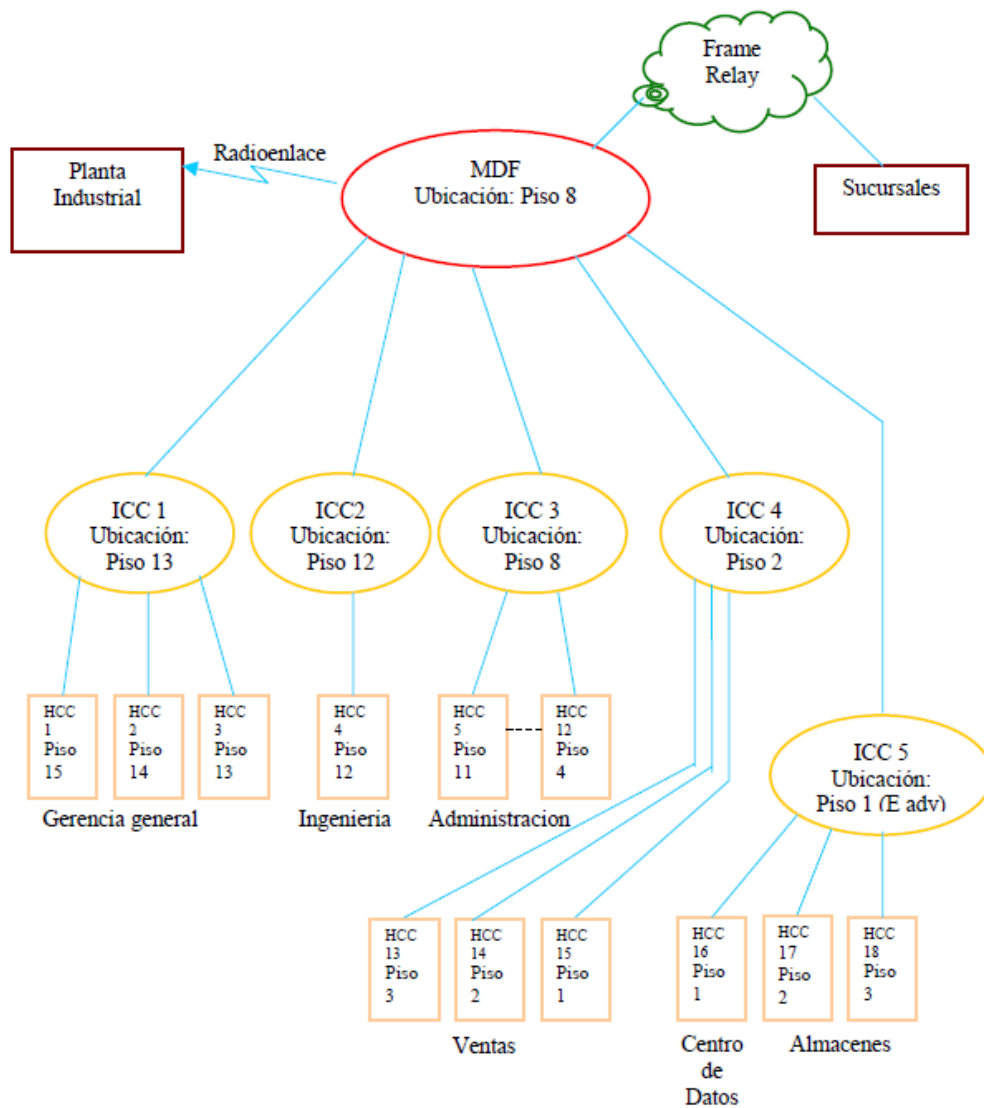 Frame
Relay
Radioenlace
Planta
Industrial
MDF
Ubicación: Piso 8
Sucursales
ICC 1
Ubicación:
Piso 13
ICC2
Ubicación:
Piso 12
ICC 3
Ubicación:
Piso 8
ICC 4
Ubicación:
Piso 2
HCC
1
Piso
15
HCC
2
Piso
14
HCC
3
Piso
13
HCC
4
Piso
12
HCC
5
Piso
11
HCC
12
Piso
4
Gerencia general
Ingenieria
Administracion
ICC 5
Ubicación:
Piso 1 (E ady)
HCC
13
Piso
3
HCC
14
Piso
2
HCC
15
Piso
1
HCC
16
Piso
1
HCC
17
Piso
2
HCC
18
Piso
3
Ventas
Centro
de
Datos
Almacenes